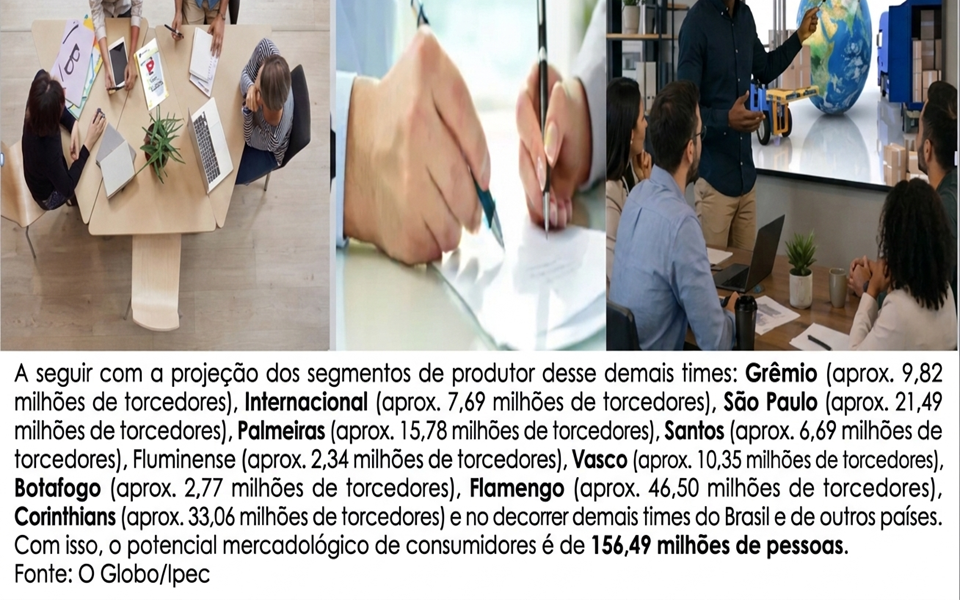 A seguir com a projeção dos segmentos de produtor desse demais times: Grêmio (aprox. 9,82
milhões de torcedores), Internacional (aprox. 7,69 milhões de torcedores), São Paulo (aprox. 21,49
milhões de torcedores), Palmeiras (aprox. 15,78 milhões de torcedores), Santos (aprox. 6,69 milhões de
torcedores), Fluminense (aprox. 2,34 milhões de torcedores), Vasco (aprox. 10,35 milhões de torcedores),
Botafogo (aprox. 2,77 milhões de torcedores), Flamengo (aprox. 46,50 milhões de torcedores),
Corinthians (aprox. 33,06 milhões de torcedores) e no decorrer demais times do Brasil e de outros países.
Com isso, o potencial mercadológico de consumidores é de 156,49 milhões de pessoas.
Fonte: O Globo/Ipec